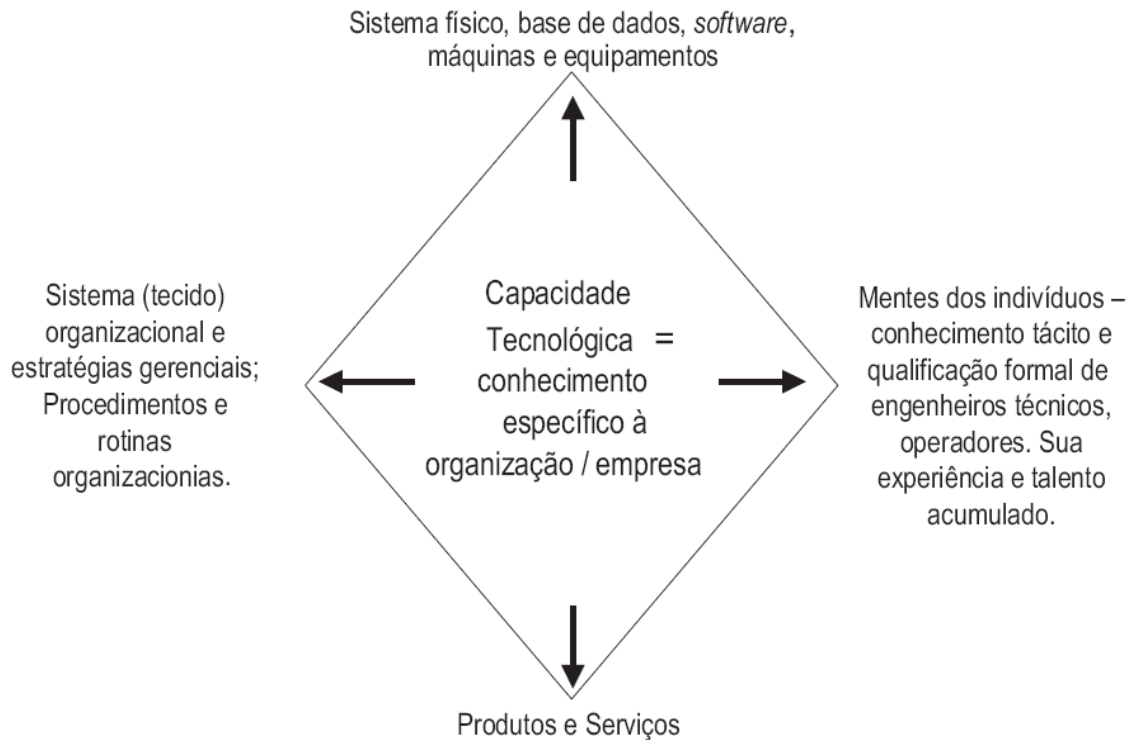 Sistema físico, base de dados, software,
máquinas e equipamentos
Sistema (tecido)
organizacional e
estratégias gerenciais;
Procedimentos e
rotinas
organizacionias.
Capacidade
Tecnológica =
conhecimento
específico à
organização / empresa
Mentes dos indivíduos –
conhecimento tácito e
qualificação formal de
engenheiros técnicos,
operadores. Sua
experiência e talento
acumulado.
Produtos e Serviços